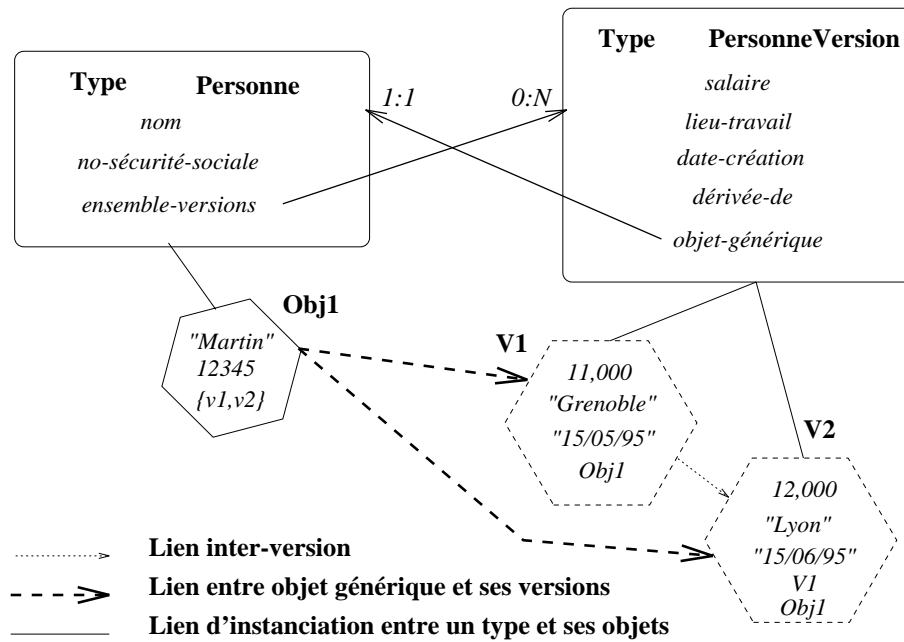 Type Personne
nom
no-sécurité-sociale
ensemble-versions
1:1
0:N
Type PersonneVersion
salaire
lieu-travail
date-création
dérivée-de
objet-générique
Obj1
"Martin"
12345
{v1,v2}
V1
11,000
"Grenoble"
"15/05/95"
Obj1
V2
12,000
"Lyon"
"15/06/95"
V1
Obj1
Lien inter-version
Lien entre objet générique et ses versions
Lien d'instanciation entre un type et ses objets